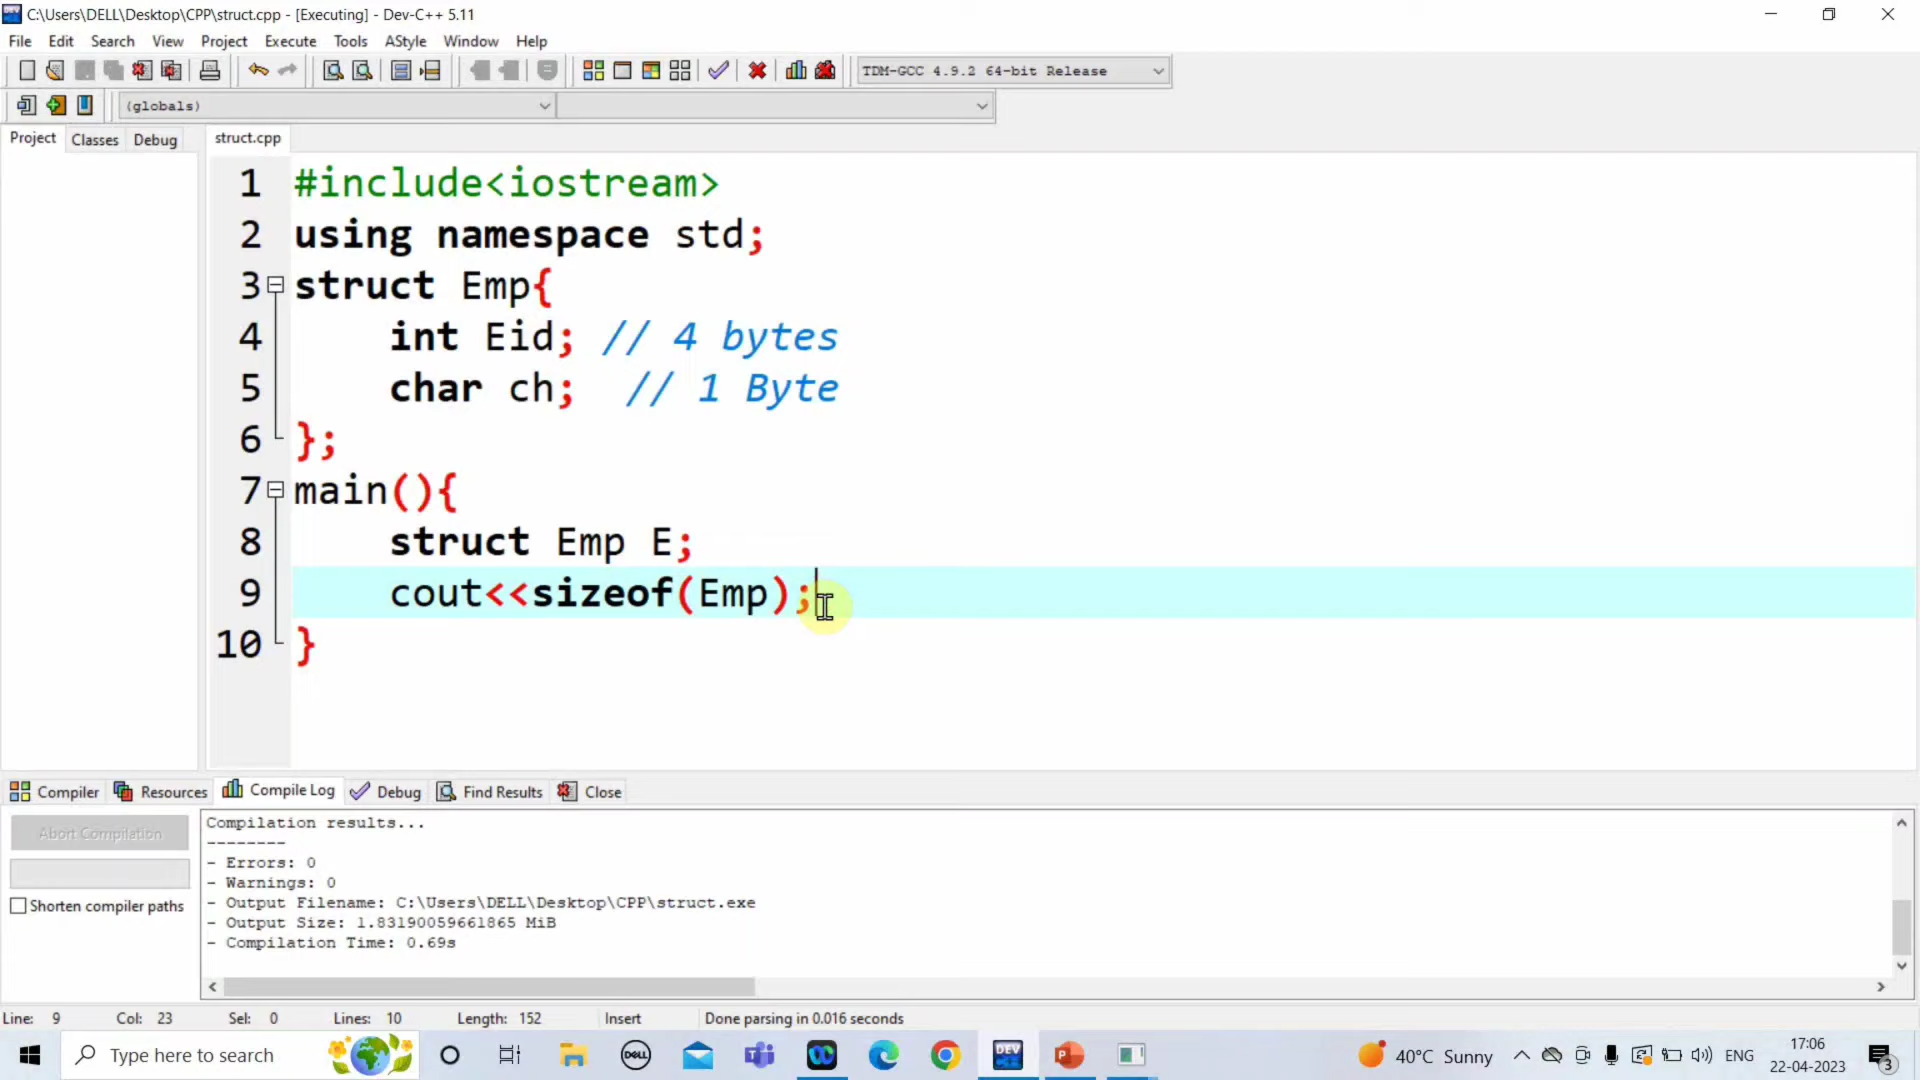 C:\Users\DELL\Desktop\CPP\struct.cpp - [Executing] - Dev-C++ 5.11
File Edit Search View Project Execute Tools AStyle Window Help
TDM-GCC 4.9.2 64-bit Release
(globals)
Project Classes Debug struct.cpp
1 #include<iostream>
2 using namespace std;
3 struct Emp{
4 int Eid; // 4 bytes
5 char ch; // 1 Byte
6 };
7 main(){
8 struct Emp E;
9 cout<<sizeof(Emp);
10 }
Compiler Resources Compile Log Debug Find Results Close
Abort Compilation
Shorten compiler paths
Compilation results...
--------
- Errors: 0
- Warnings: 0
- Output Filename: C:\Users\DELL\Desktop\CPP\struct.exe
- Output Size: 1.83190059661865 MiB
- Compilation Time: 0.69s
Line: 9 Col: 23 Sel: 0 Lines: 10 Length: 152 Insert Done parsing in 0.016 seconds
Type here to search
DELL
DEV
40°C Sunny
ENG
17:06
22-04-2023
3